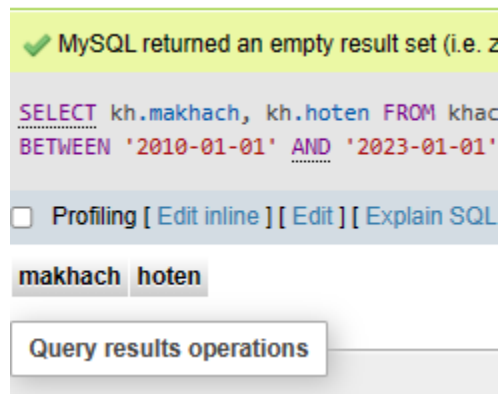 MySQL returned an empty result set (i.e. z
SELECT kh.makhach, kh.hoten FROM khac
BETWEEN '2010-01-01' AND '2023-01-01'
Profiling [ Edit inline ] [ Edit ] [ Explain SQL
makhach hoten
Query results operations